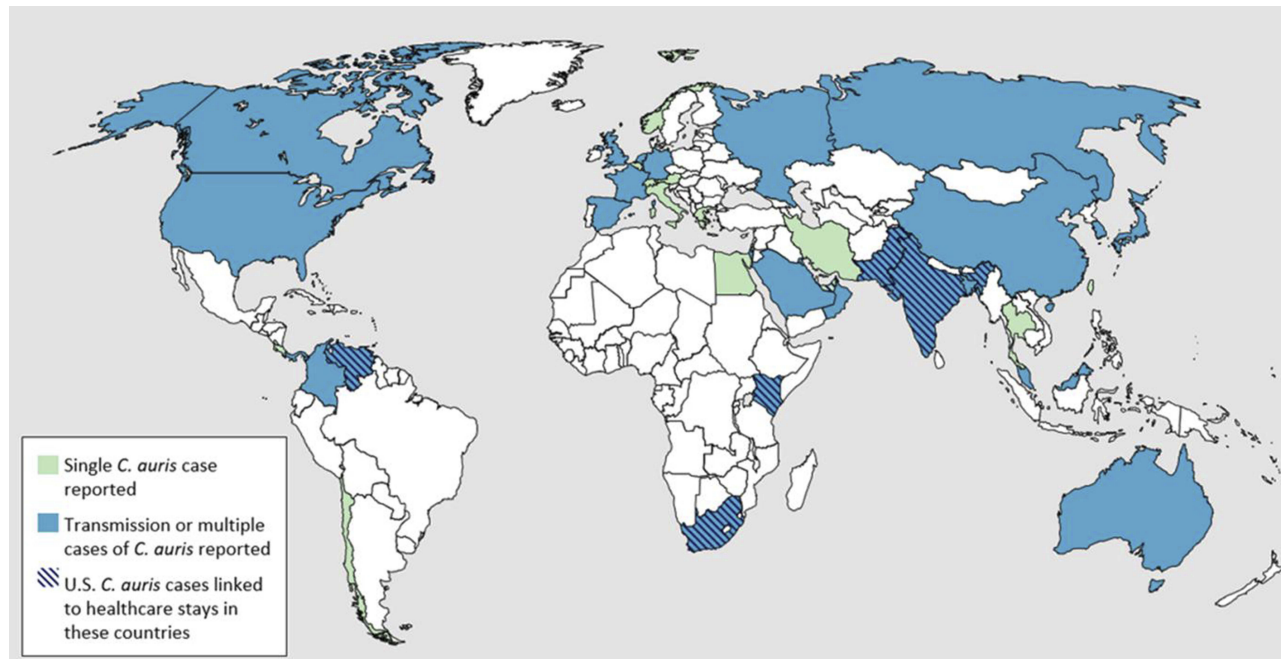 Single C. auris case
reported
Transmission or multiple
cases of C. auris reported
U.S. C. auris cases linked
to healthcare stays in
these countries